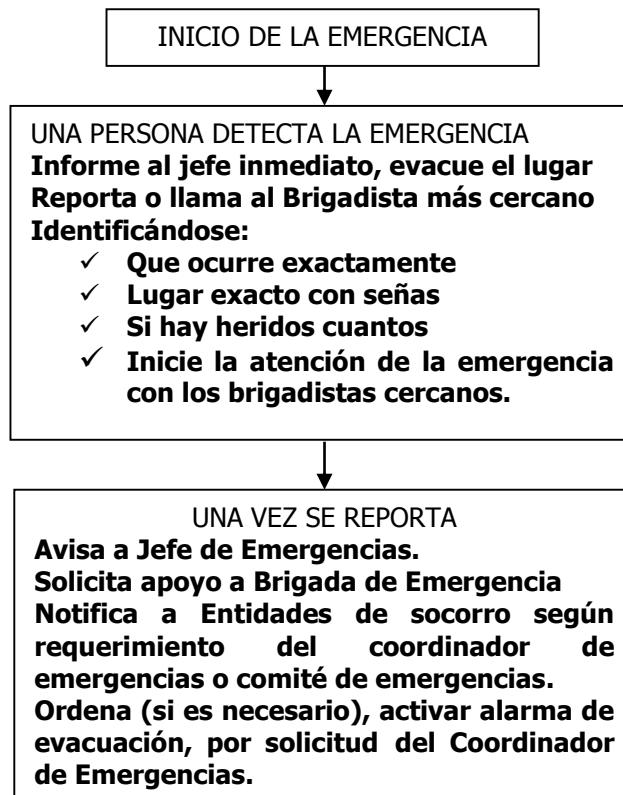 INICIO DE LA EMERGENCIA
UNA PERSONA DETECTA LA EMERGENCIA
Informe al jefe inmediato, evacue el lugar
Reporta o llama al Brigadista más cercano
Identificándose:
✓ Que ocurre exactamente
✓ Lugar exacto con señas
✓ Si hay heridos cuantos
✓ Inicie la atención de la emergencia
con los brigadistas cercanos.
UNA VEZ SE REPORTA
Avisa a Jefe de Emergencias.
Solicita apoyo a Brigada de Emergencia
Notifica a Entidades de socorro según
requerimiento del coordinador de
emergencias o comité de emergencias.
Ordena (si es necesario), activar alarma de
evacuación, por solicitud del Coordinador
de Emergencias.